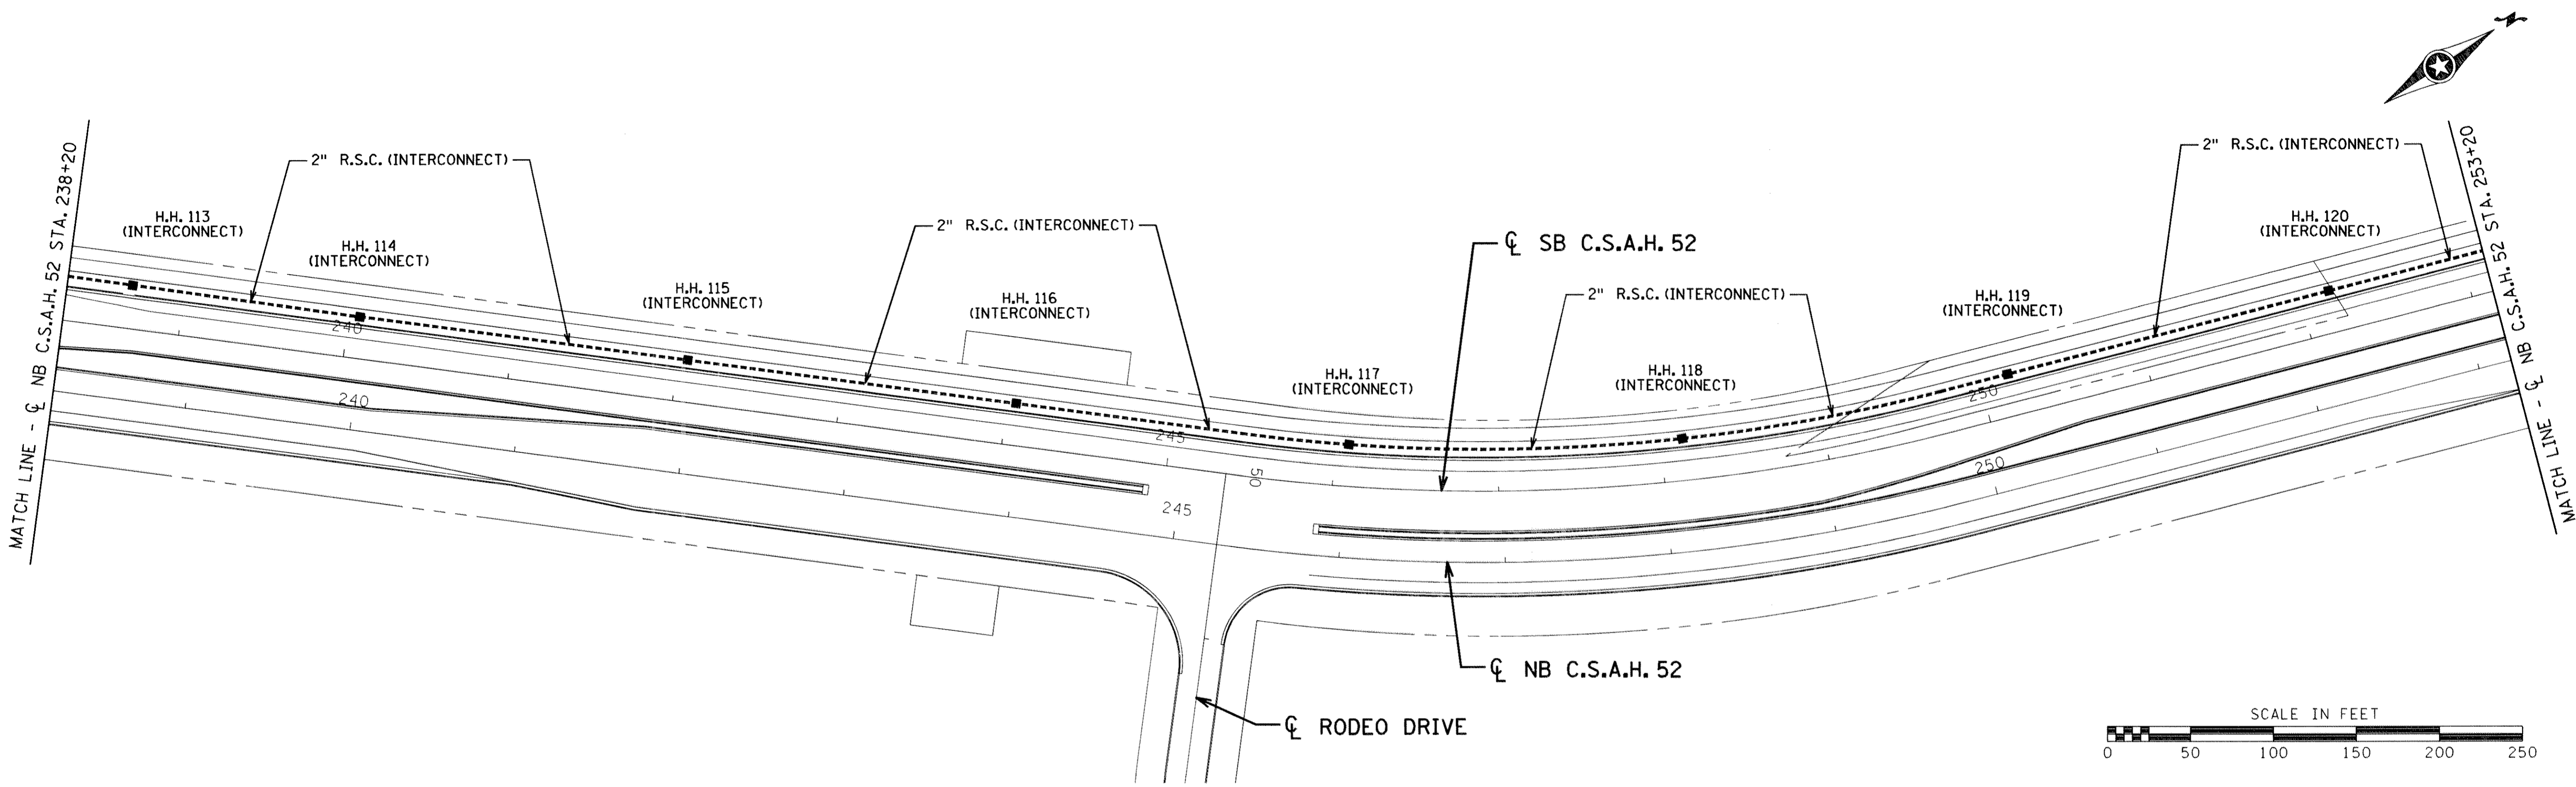 N
MATCH LINE - ℄ NB C.S.A.H. 52 STA. 238+20
H.H. 113
(INTERCONNECT)
2" R.S.C. (INTERCONNECT)
H.H. 114
(INTERCONNECT)
H.H. 115
(INTERCONNECT)
2" R.S.C. (INTERCONNECT)
H.H. 116
(INTERCONNECT)
℄ SB C.S.A.H. 52
2" R.S.C. (INTERCONNECT)
H.H. 117
(INTERCONNECT)
H.H. 118
(INTERCONNECT)
H.H. 119
(INTERCONNECT)
2" R.S.C. (INTERCONNECT)
H.H. 120
(INTERCONNECT)
MATCH LINE - ℄ NB C.S.A.H. 52 STA. 253+20
240
240
245
245
50
250
250
℄ NB C.S.A.H. 52
℄ RODEO DRIVE
SCALE IN FEET
0 50 100 150 200 250